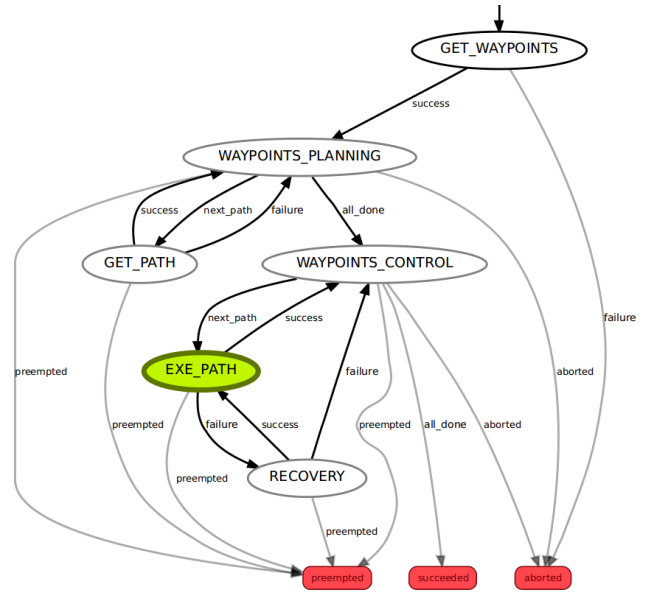 GET_WAYPOINTS
success
WAYPOINTS_PLANNING
success
next_path
failure
all_done
GET_PATH
WAYPOINTS_CONTROL
next_path
success
failure
preempted
EXE_PATH
failure
aborted
failure
success
preempted
preempted
all_done
aborted
RECOVERY
preempted
preempted
preempted
succeeded
aborted